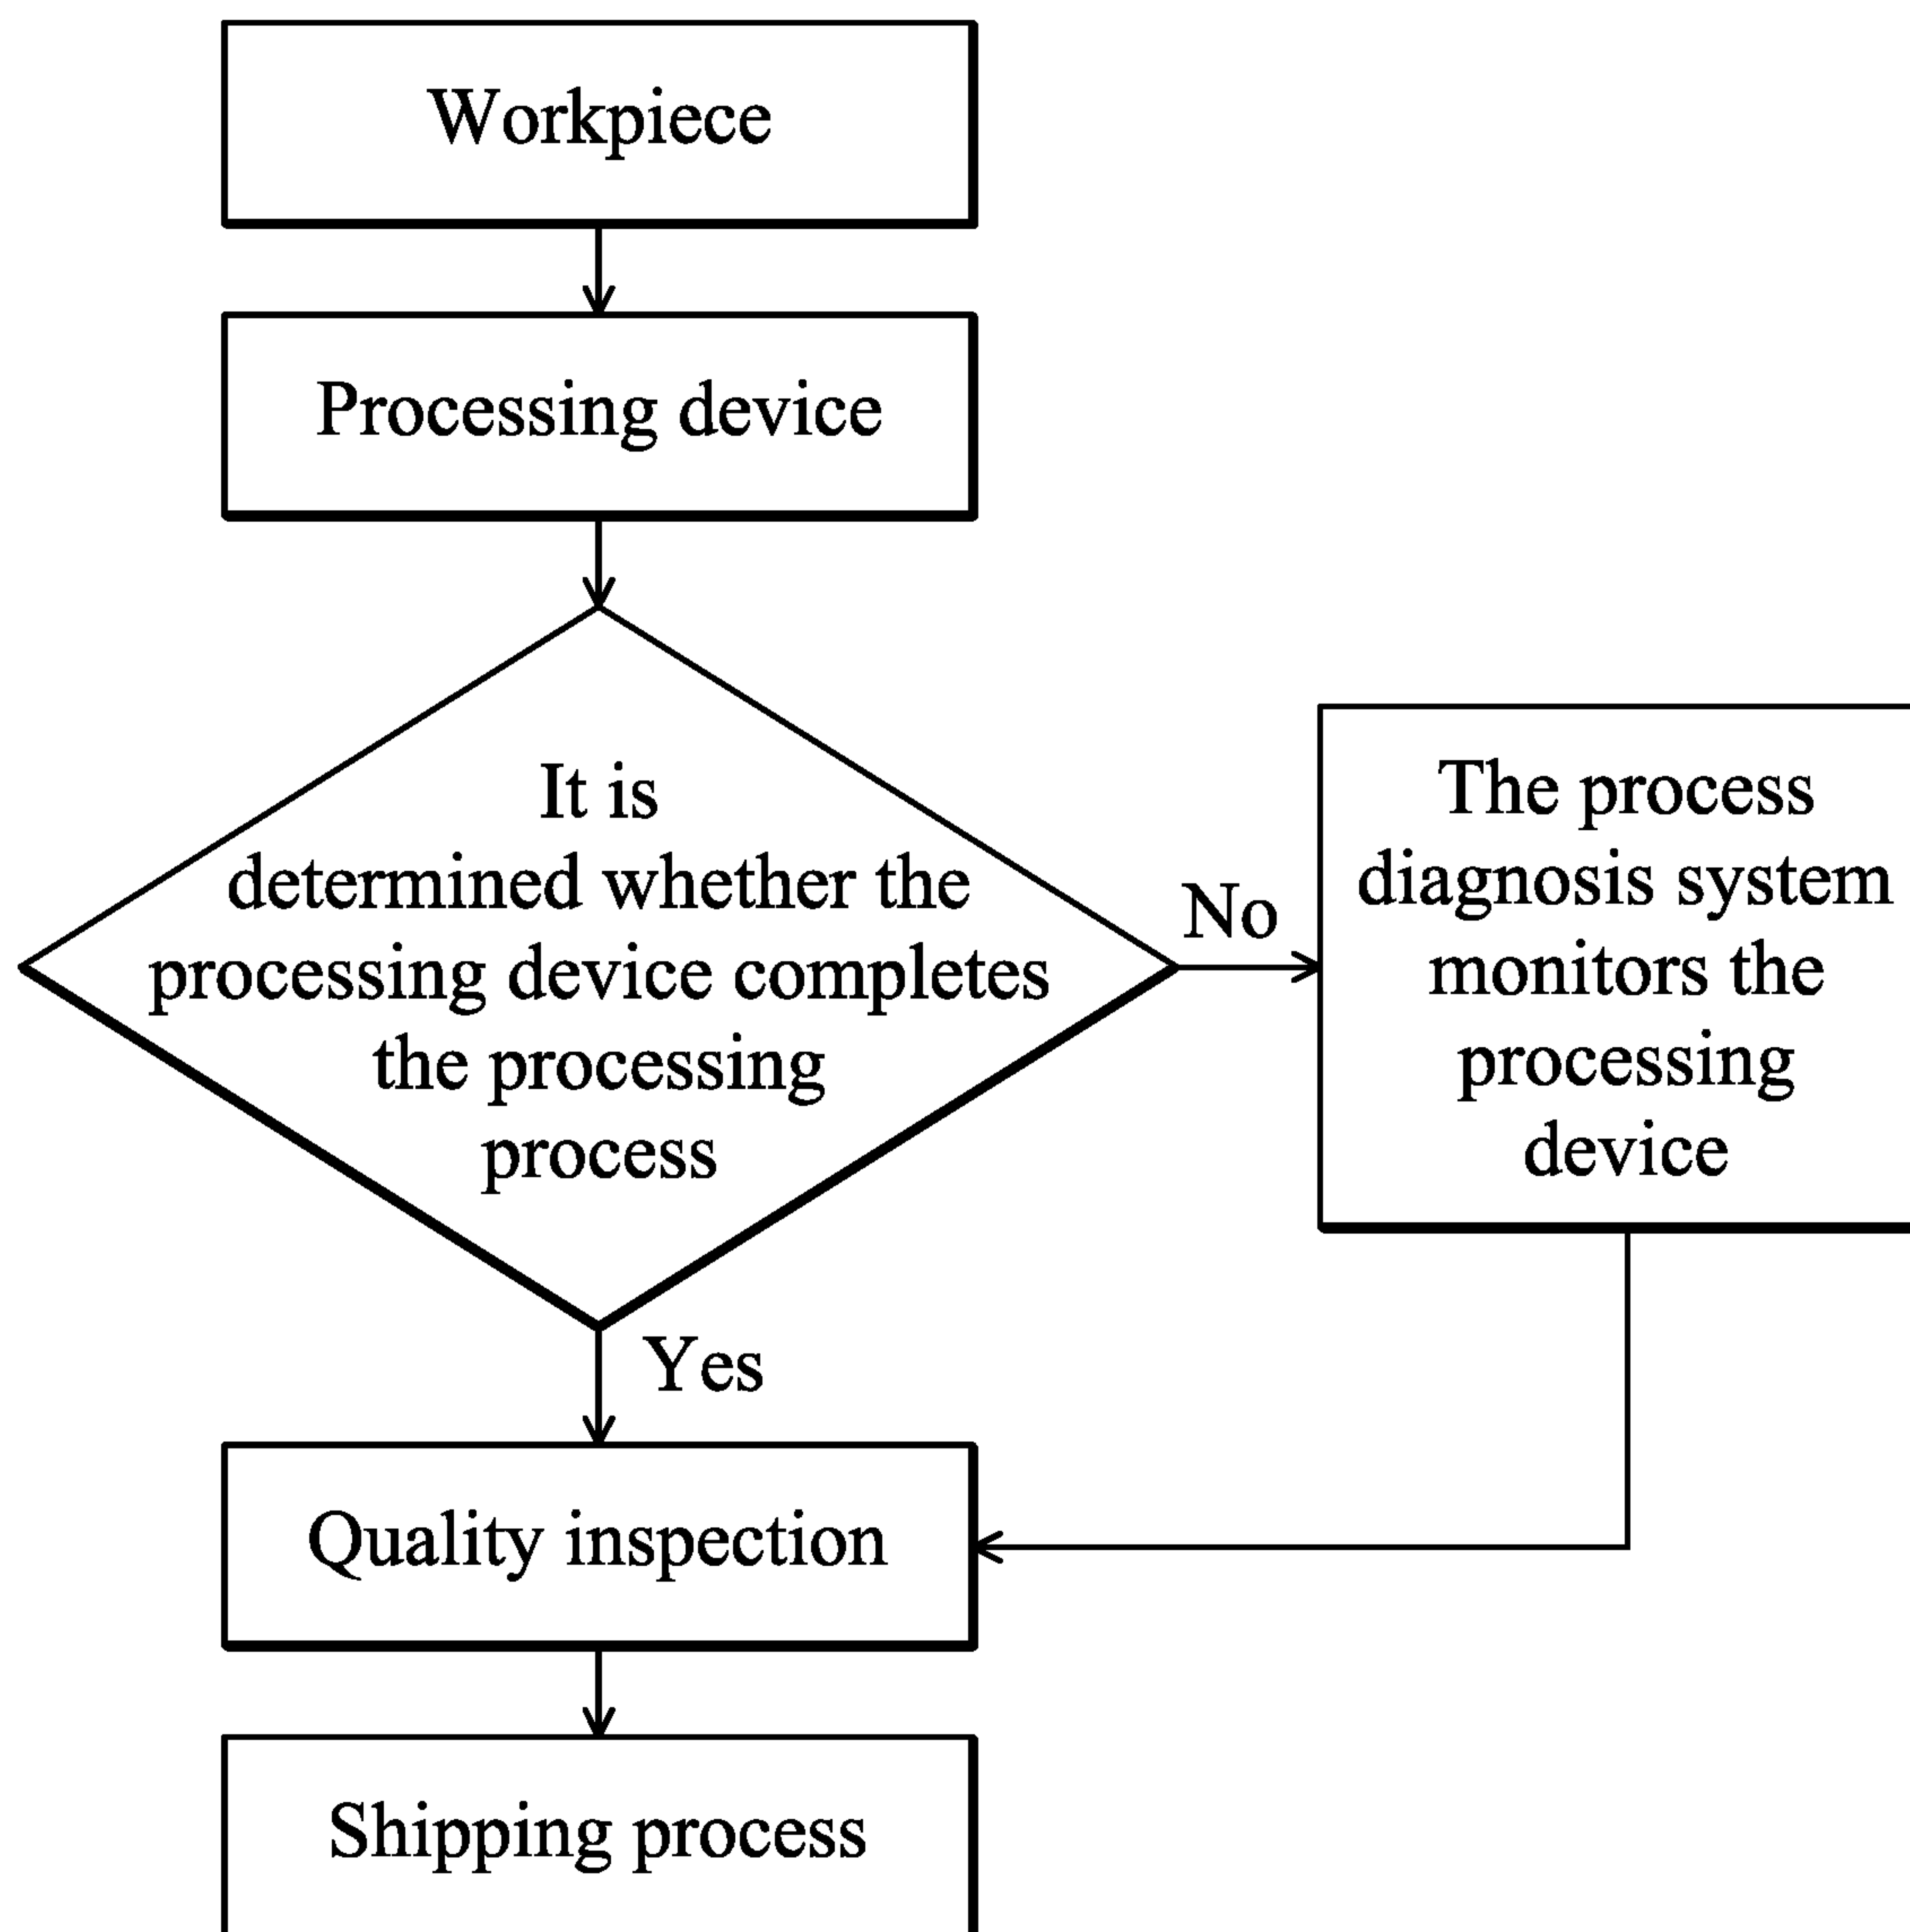 Workpiece
Processing device
It is
determined whether the
processing device completes
the processing
process
No
The process
diagnosis system
monitors the
processing
device
Yes
Quality inspection
Shipping process